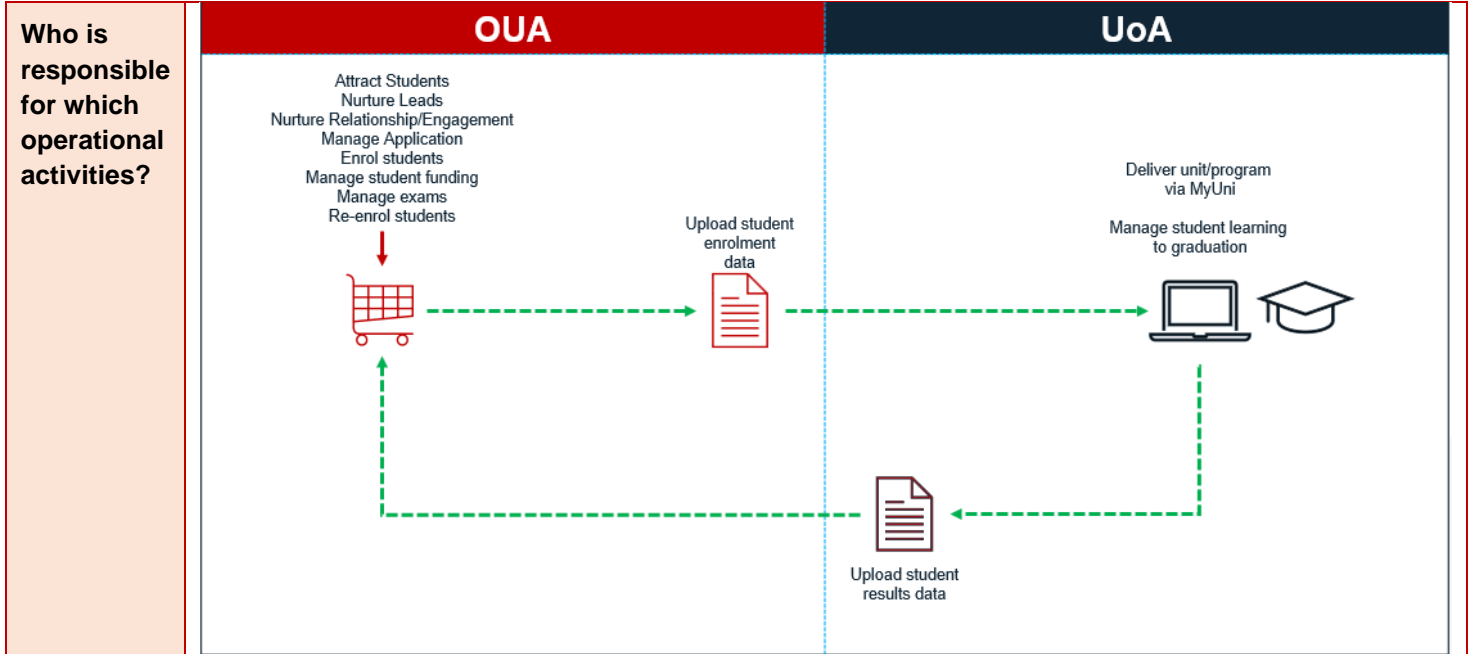 Who is
responsible
for which
operational
activities?
OUA
UoA
Attract Students
Nurture Leads
Nurture Relationship/Engagement
Manage Application
Enrol students
Manage student funding
Manage exams
Re-enrol students
Upload student
enrolment
data
Deliver unit/program
via MyUni
Manage student learning
to graduation
Upload student
results data